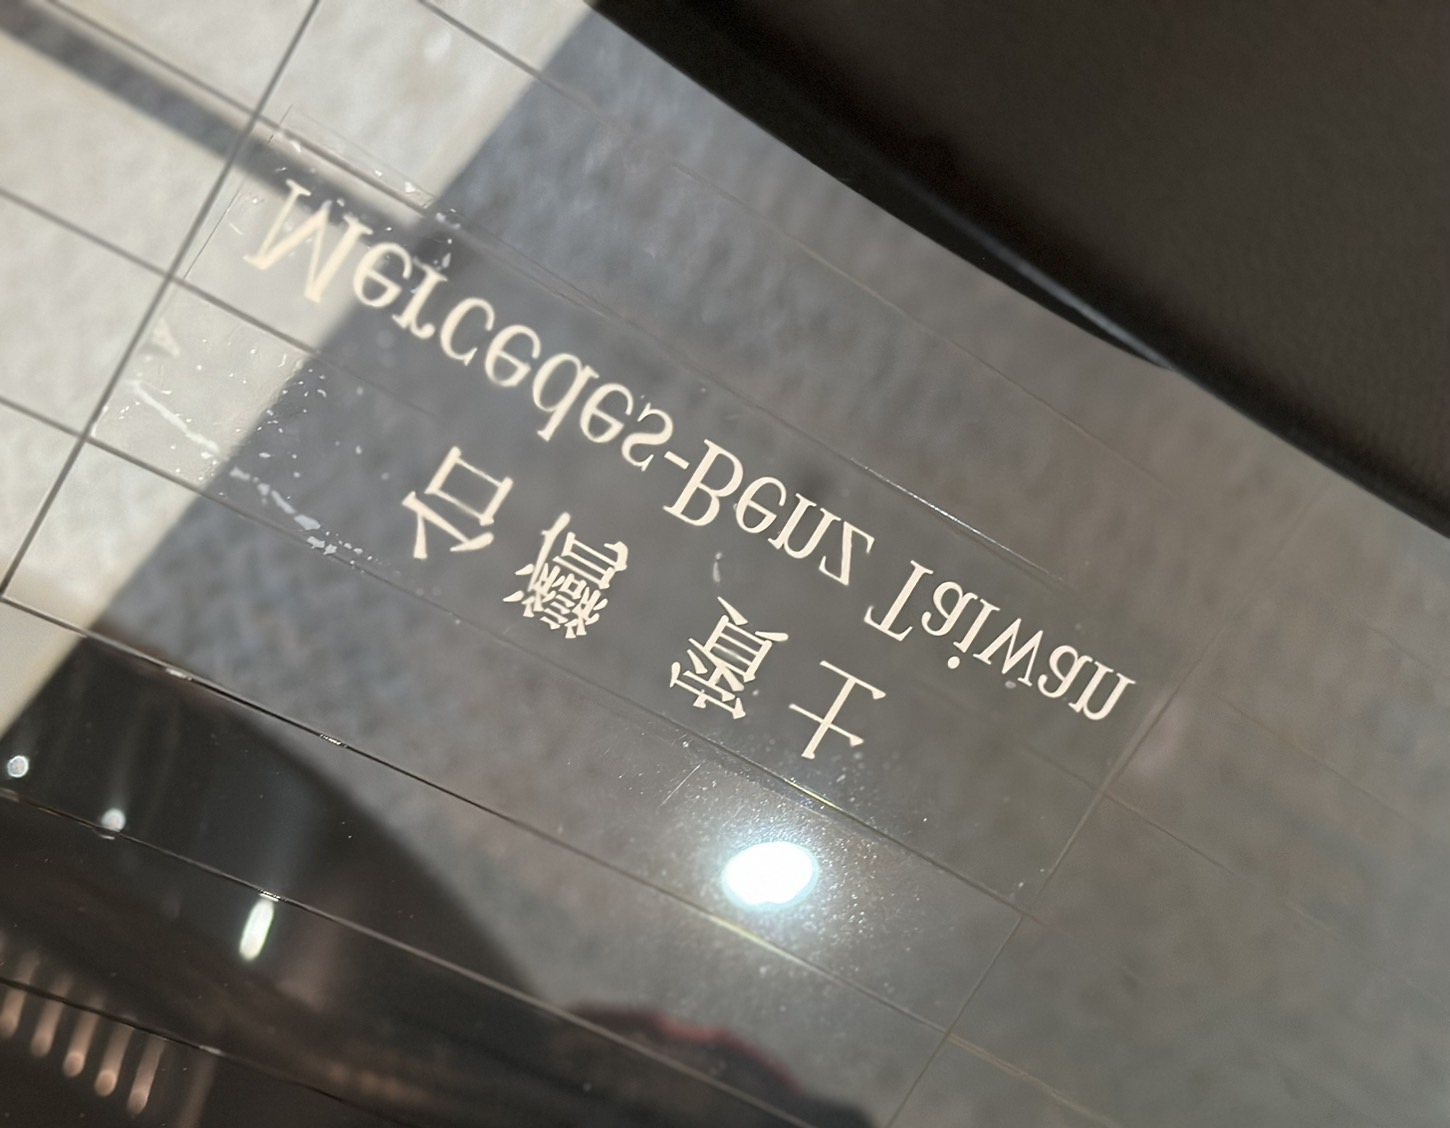 台灣 賓士
Mercedes-Benz Taiwan